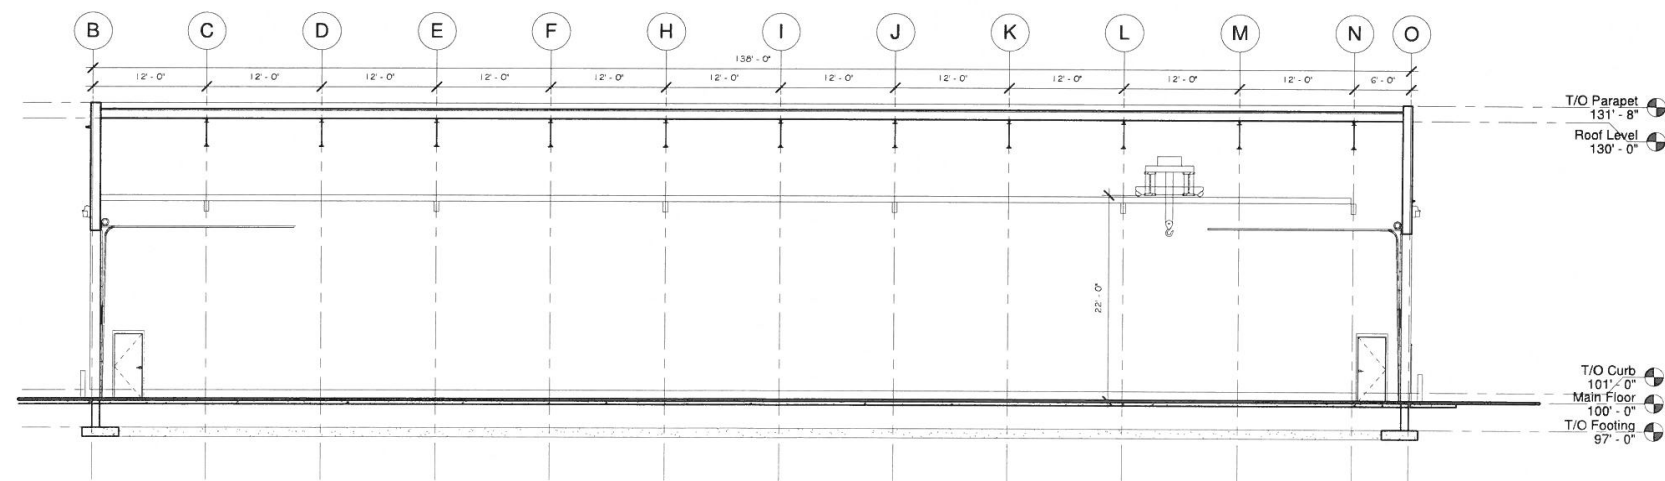 B C D E F H I J K L M N O
138' - 0"
12' - 0" 12' - 0" 12' - 0" 12' - 0" 12' - 0" 12' - 0" 12' - 0" 12' - 0" 12' - 0" 12' - 0" 12' - 0" 6' - 0"
T/O Parapet
131' - 8"
Roof Level
130' - 0"
22' - 0"
T/O Curb
101' - 0"
Main Floor
100' - 0"
T/O Footing
97' - 0"